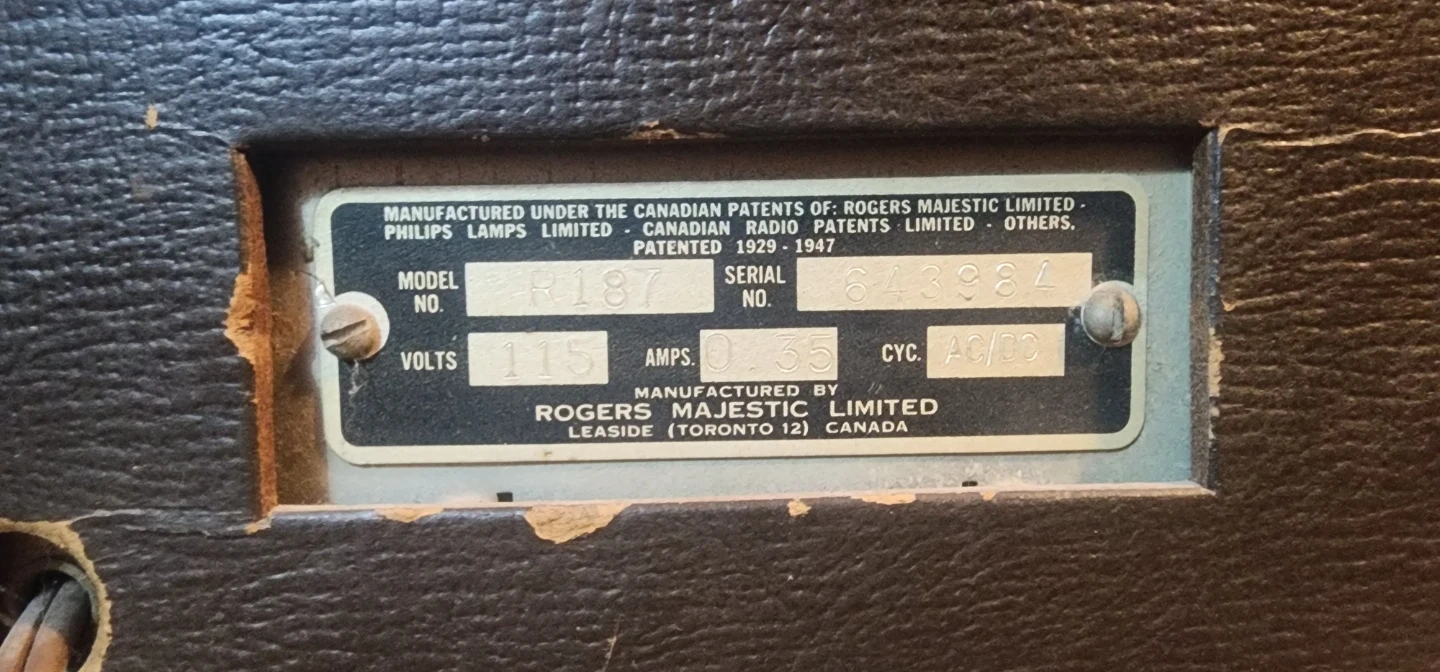 MANUFACTURED UNDER THE CANADIAN PATENTS OF: ROGERS MAJESTIC LIMITED -
PHILIPS LAMPS LIMITED - CANADIAN RADIO PATENTS LIMITED - OTHERS.
PATENTED 1929 - 1947
MODEL NO. R187 SERIAL NO. 643984
VOLTS 115 AMPS. 0.35 CYC. AC/DC
MANUFACTURED BY
ROGERS MAJESTIC LIMITED
LEASIDE (TORONTO 12) CANADA